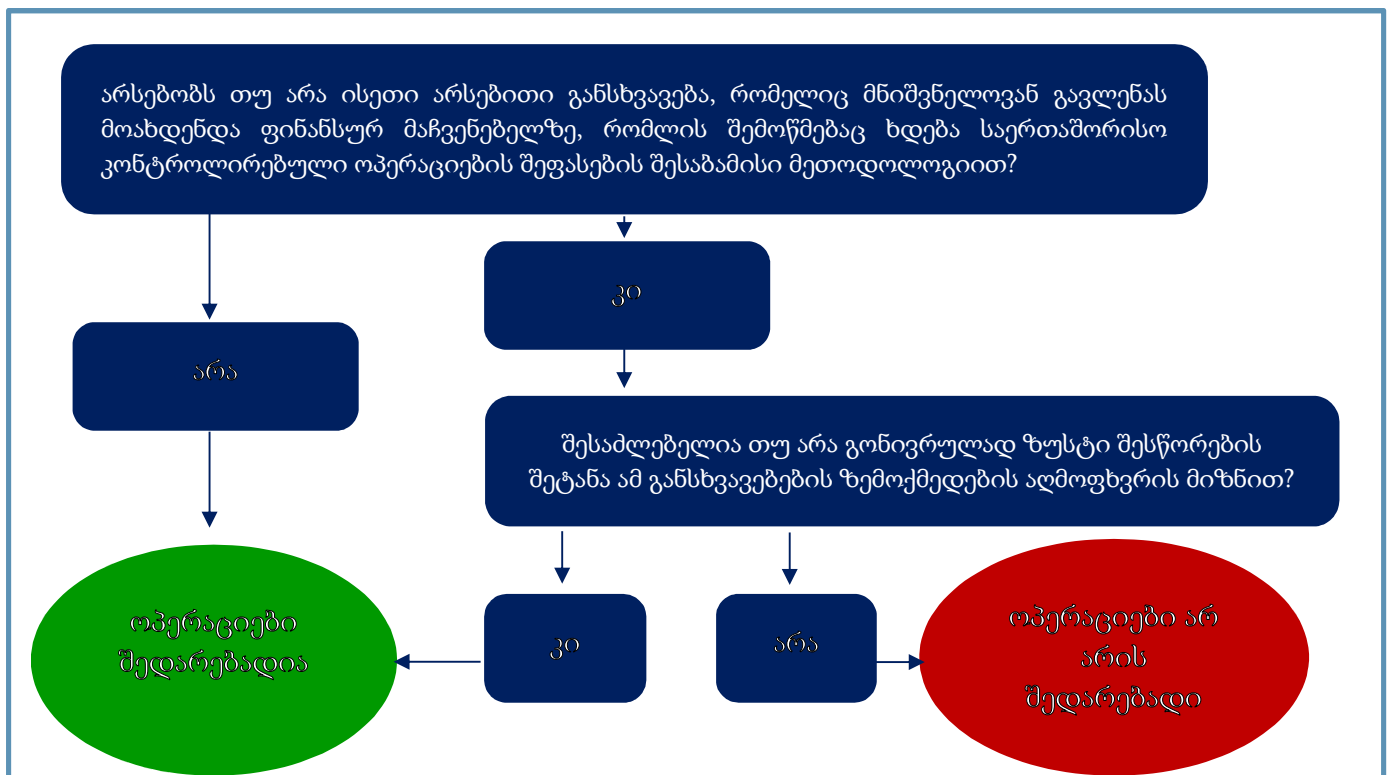 არსებობს თუ არა ისეთი არსებითი განსხვავება, რომელიც მნიშვნელოვან გავლენას
მოახდენდა ფინანსურ მაჩვენებელზე, რომლის შემოწმებაც ხდება საერთაშორისო
კონტროლირებული ოპერაციების შეფასების შესაბამისი მეთოდოლოგიით?
კი
არა
შესაძლებელია თუ არა გონივრულად ზუსტი შესწორების
შეტანა ამ განსხვავებების ზემოქმედების აღმოფხვრის მიზნით?
ოპერაციები
შედარებადია
კი
არა
ოპერაციები არ
არის
შედარებადი